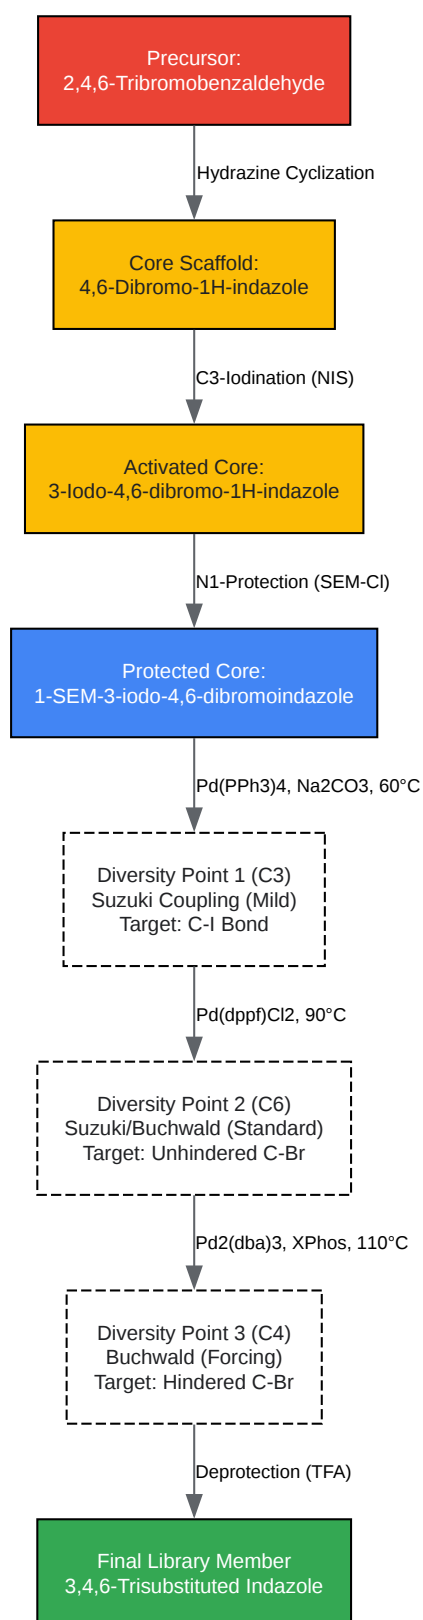 Precursor:
2,4,6-Tribromobenzaldehyde
Hydrazine Cyclization
Core Scaffold:
4,6-Dibromo-1H-indazole
C3-Iodination (NIS)
Activated Core:
3-Iodo-4,6-dibromo-1H-indazole
N1-Protection (SEM-Cl)
Protected Core:
1-SEM-3-iodo-4,6-dibromoindazole
Pd(PPh3)4, Na2CO3, 60°C
Diversity Point 1 (C3)
Suzuki Coupling (Mild)
Target: C-I Bond
Pd(dppf)Cl2, 90°C
Diversity Point 2 (C6)
Suzuki/Buchwald (Standard)
Target: Unhindered C-Br
Pd2(dba)3, XPhos, 110°C
Diversity Point 3 (C4)
Buchwald (Forcing)
Target: Hindered C-Br
Deprotection (TFA)
Final Library Member
3,4,6-Trisubstituted Indazole